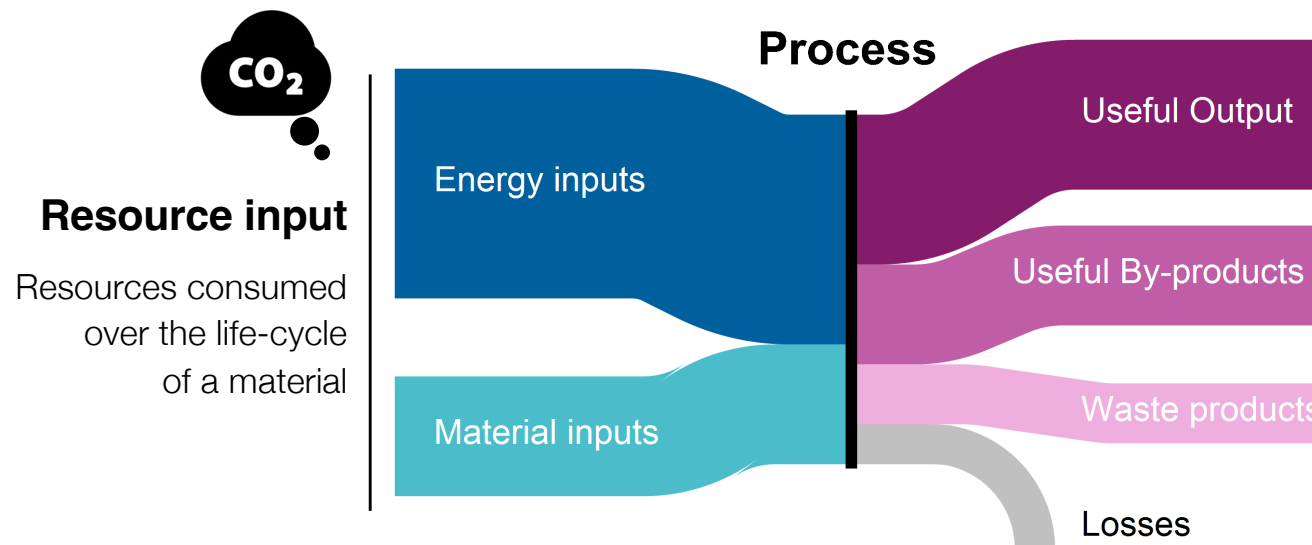 CO2
Resource input
Resources consumed
over the life-cycle
of a material
Energy inputs
Material inputs
Process
Useful Output
Useful By-products
Waste products
Losses